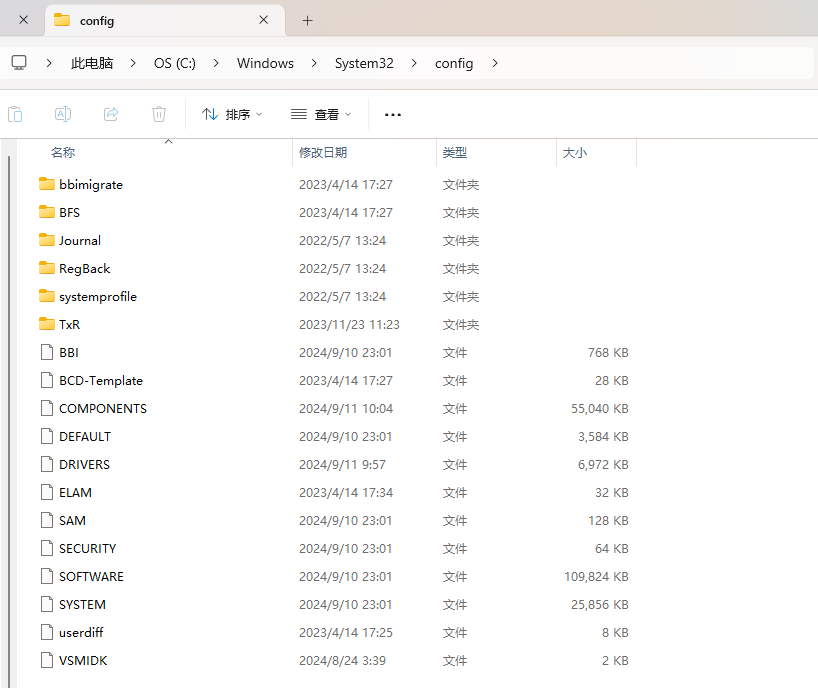 config
此电脑 OS (C:) Windows System32 config
排序 查看
名称 修改日期 类型 大小
bbimigrate 2023/4/14 17:27 文件夹
BFS 2023/4/14 17:27 文件夹
Journal 2022/5/7 13:24 文件夹
RegBack 2022/5/7 13:24 文件夹
systemprofile 2022/5/7 13:24 文件夹
TxR 2023/11/23 11:23 文件夹
BBI 2024/9/10 23:01 文件 768 KB
BCD-Template 2023/4/14 17:27 文件 28 KB
COMPONENTS 2024/9/11 10:04 文件 55,040 KB
DEFAULT 2024/9/10 23:01 文件 3,584 KB
DRIVERS 2024/9/11 9:57 文件 6,972 KB
ELAM 2023/4/14 17:34 文件 32 KB
SAM 2024/9/10 23:01 文件 128 KB
SECURITY 2024/9/10 23:01 文件 64 KB
SOFTWARE 2024/9/10 23:01 文件 109,824 KB
SYSTEM 2024/9/10 23:01 文件 25,856 KB
userdiff 2023/4/14 17:25 文件 8 KB
VSMIDK 2024/8/24 3:39 文件 2 KB